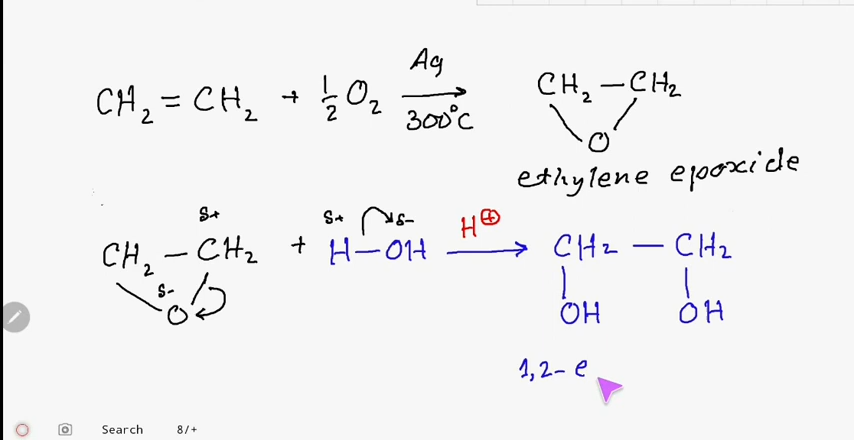 CH₂ = CH₂ + ½ O₂ Ag 300°C CH₂ – CH₂
O
ethylene epoxide
CH₂ – CH₂ δ+ + H – OH δ+ δ- H⊕ CH₂ – CH₂
δ- O OH OH
1,2- e
Search 8/+